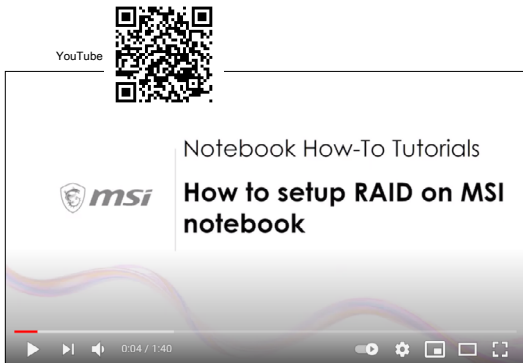 YouTube
Notebook How-To Tutorials
msi
How to setup RAID on MSI
notebook
0:04 / 1:40